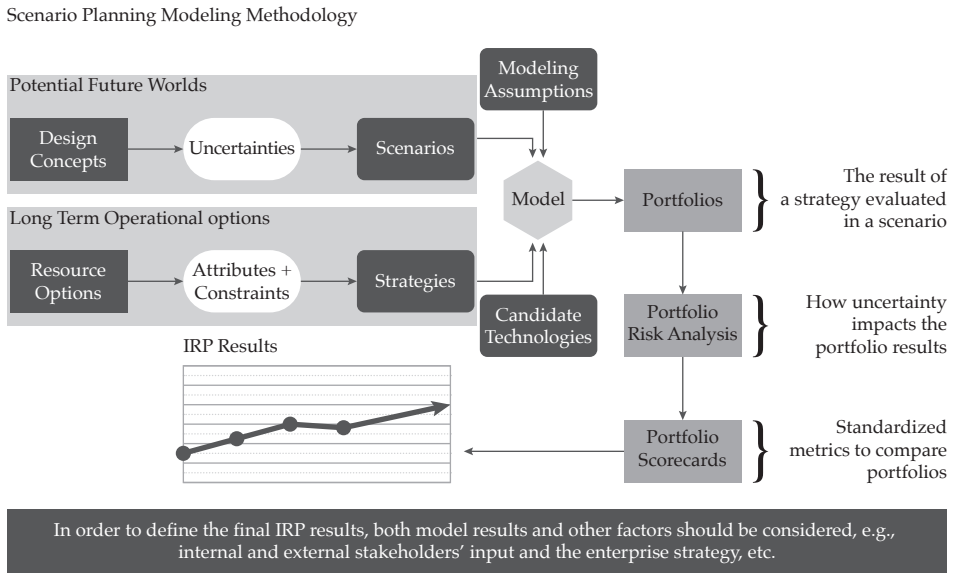 Scenario Planning Modeling Methodology
Potential Future Worlds
Design
Concepts
Uncertainties
Scenarios
Modeling
Assumptions
Long Term Operational options
Resource
Options
Attributes +
Constraints
Strategies
Candidate
Technologies
Model
Portfolios
The result of
a strategy evaluated
in a scenario
Portfolio
Risk Analysis
How uncertainty
impacts the
portfolio results
Portfolio
Scorecards
Standardized
metrics to compare
portfolios
IRP Results
In order to define the final IRP results, both model results and other factors should be considered, e.g.,
internal and external stakeholders’ input and the enterprise strategy, etc.